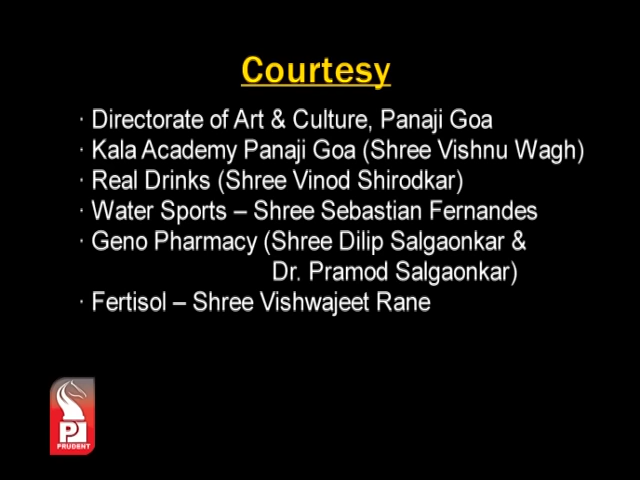 Courtesy
· Directorate of Art & Culture, Panaji Goa
· Kala Academy Panaji Goa (Shree Vishnu Wagh)
· Real Drinks (Shree Vinod Shirodkar)
· Water Sports – Shree Sebastian Fernandes
· Geno Pharmacy (Shree Dilip Salgaonkar &
Dr. Pramod Salgaonkar)
· Fertisol – Shree Vishwajeet Rane
P
PRUDENT